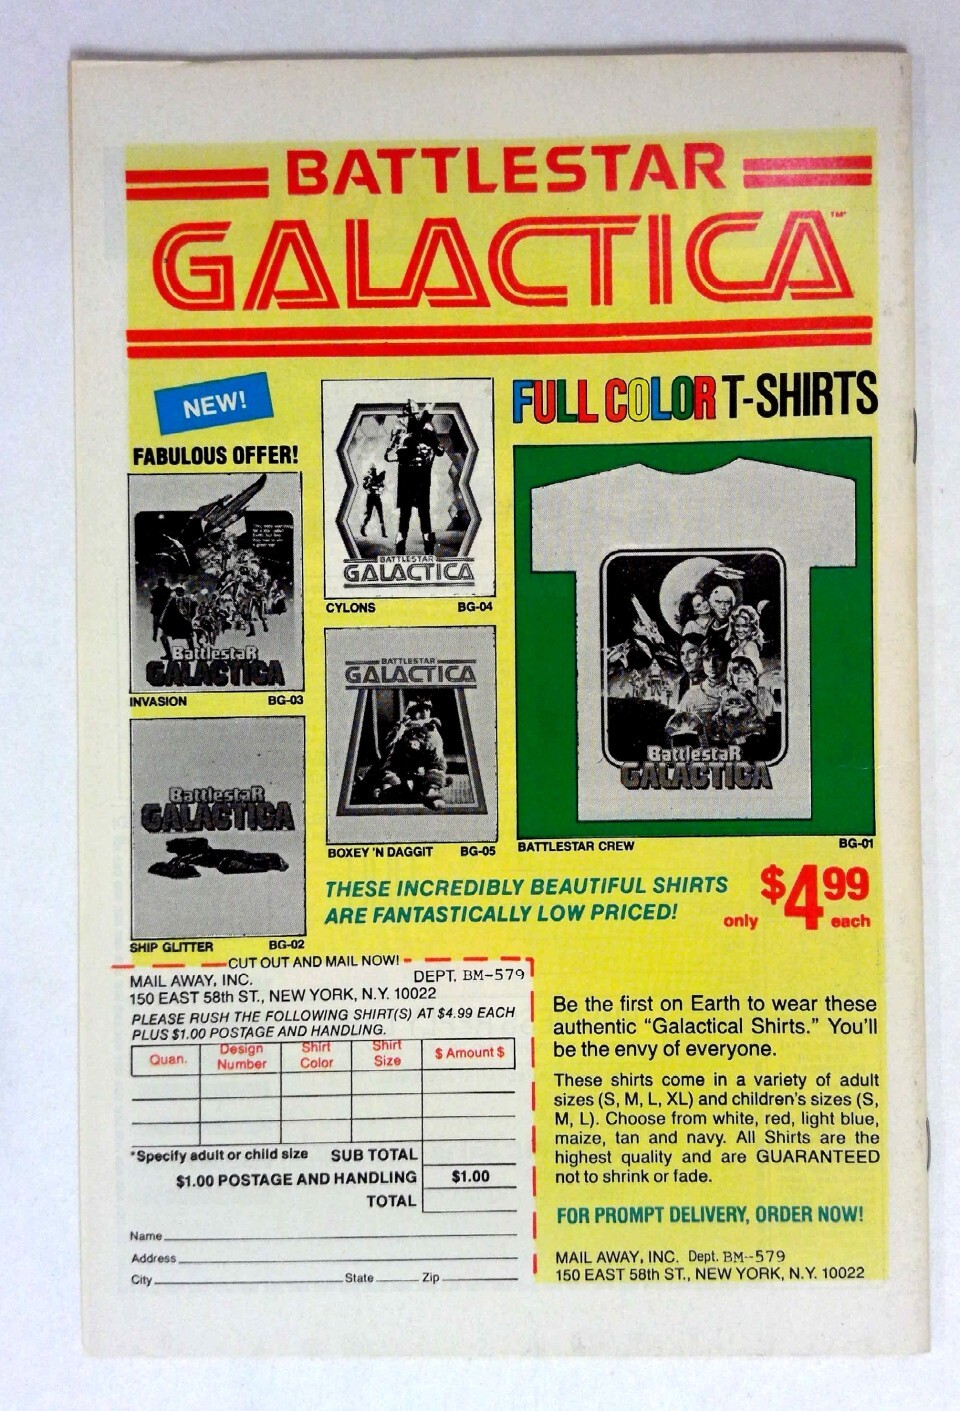 BATTLESTAR
GALACTICA™
NEW!
FABULOUS OFFER!
FULL COLOR T-SHIRTS
Battlestar
GALACTICA
INVASION BG-03
BATTLESTAR
GALACTICA
CYLONS BG-04
BATTLESTAR
GALACTICA
BOXEY 'N DAGGIT BG-05
Battlestar
GALACTICA
SHIP GLITTER BG-02
Battlestar
GALACTICA
BATTLESTAR CREW BG-01
THESE INCREDIBLY BEAUTIFUL SHIRTS
ARE FANTASTICALLY LOW PRICED!
only $4.99 each
CUT OUT AND MAIL NOW!
MAIL AWAY, INC. DEPT. BM-579
150 EAST 58th ST., NEW YORK, N.Y. 10022
PLEASE RUSH THE FOLLOWING SHIRT(S) AT $4.99 EACH
PLUS $1.00 POSTAGE AND HANDLING.
Quan. Design Number Shirt Color Shirt Size $ Amount $
*Specify adult or child size SUB TOTAL
$1.00 POSTAGE AND HANDLING $1.00
TOTAL
Name
Address
City State Zip
Be the first on Earth to wear these
authentic "Galactical Shirts." You'll
be the envy of everyone.
These shirts come in a variety of adult
sizes (S, M, L, XL) and children's sizes (S,
M, L). Choose from white, red, light blue,
maize, tan and navy. All Shirts are the
highest quality and are GUARANTEED
not to shrink or fade.
FOR PROMPT DELIVERY, ORDER NOW!
MAIL AWAY, INC. Dept. BM--579
150 EAST 58th ST., NEW YORK, N.Y. 10022